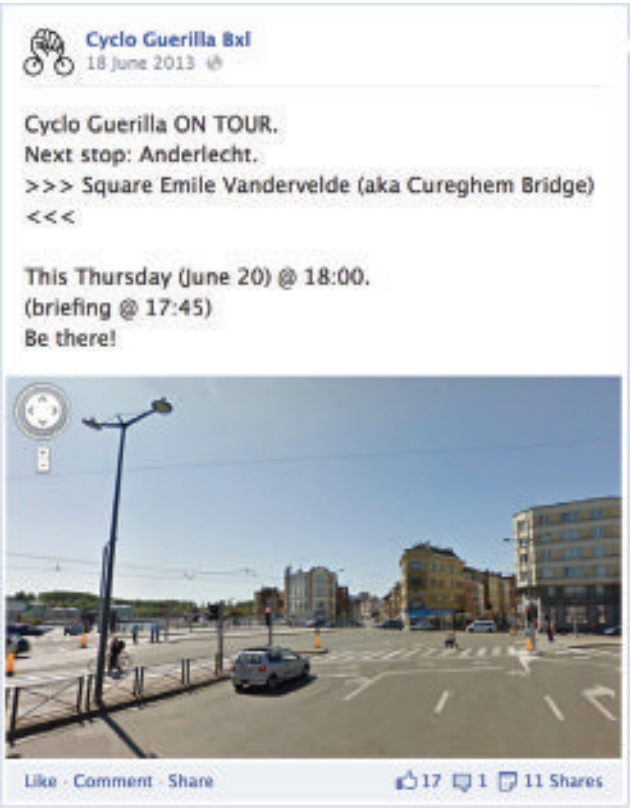 Cyclo Guerilla Bxl
18 June 2013
Cyclo Guerilla ON TOUR.
Next stop: Anderlecht.
>>> Square Emile Vandervelde (aka Cureghem Bridge)
<<<
This Thursday (June 20) @ 18:00.
(briefing @ 17:45)
Be there!
Like · Comment · Share 17 1 11 Shares